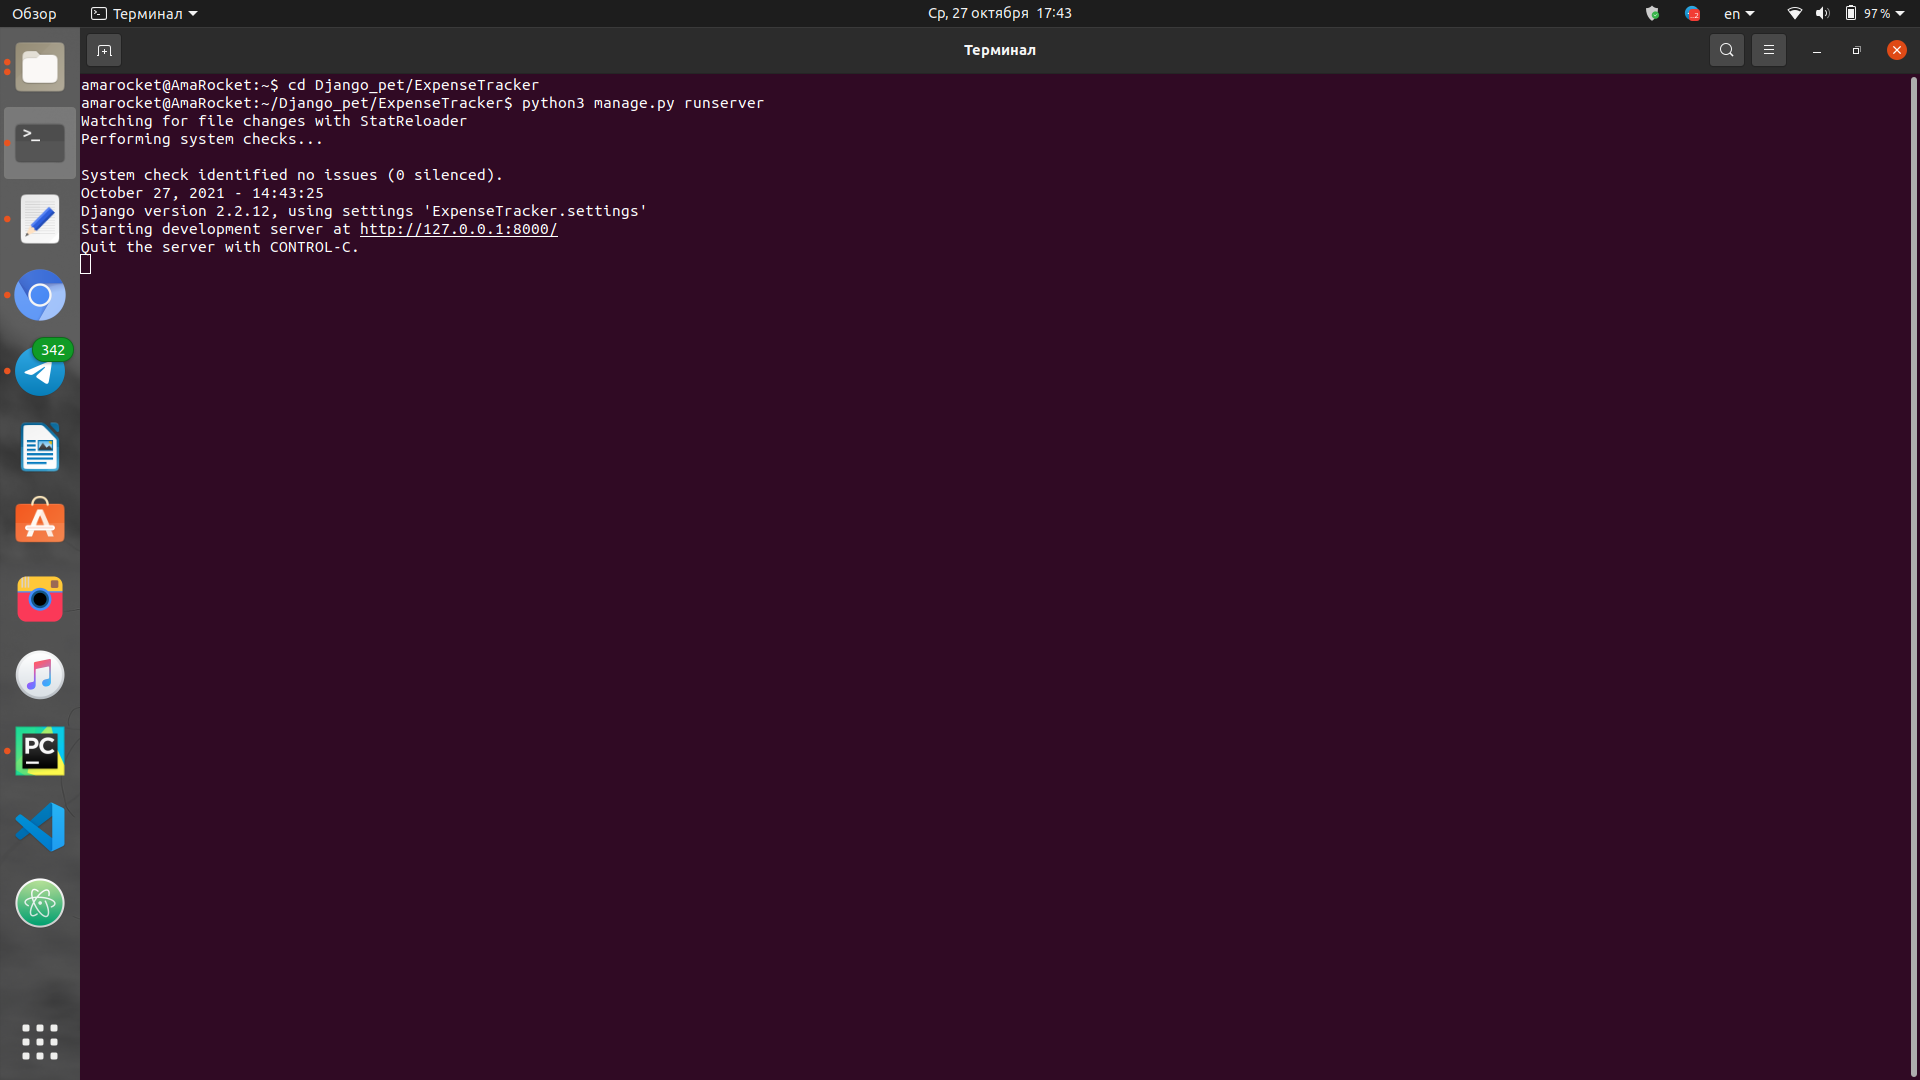 Обзор
Терминал
Ср, 27 октября 17:43
en
97 %
Терминал
amarocket@AmaRocket:~$ cd Django_pet/ExpenseTracker
amarocket@AmaRocket:~/Django_pet/ExpenseTracker$ python3 manage.py runserver
Watching for file changes with StatReloader
Performing system checks...
System check identified no issues (0 silenced).
October 27, 2021 - 14:43:25
Django version 2.2.12, using settings 'ExpenseTracker.settings'
Starting development server at http://127.0.0.1:8000/
Quit the server with CONTROL-C.
>_
342
A
PC